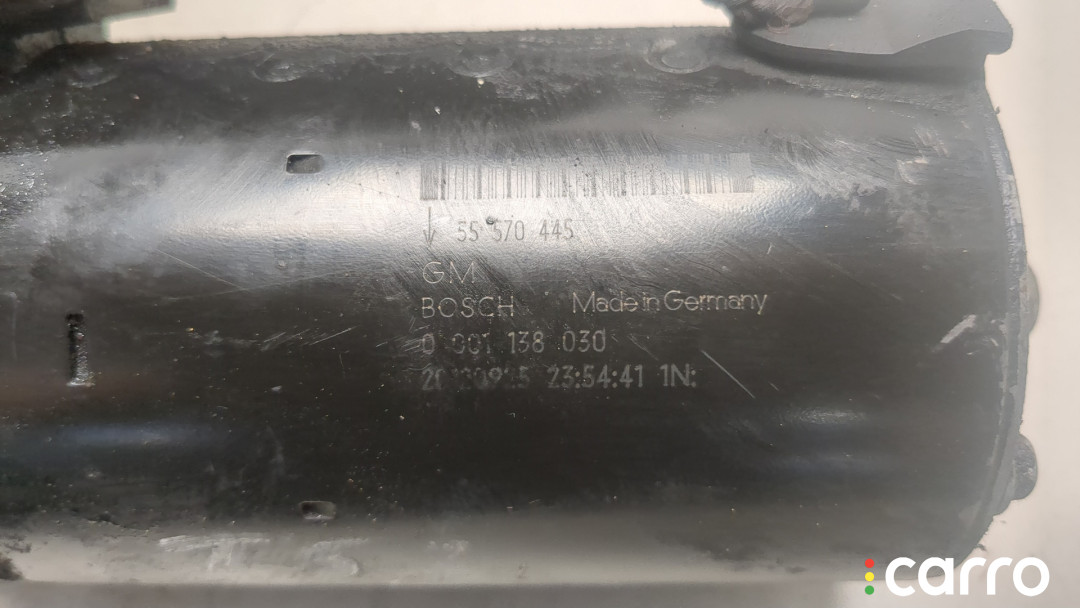 55 570 445
GM
BOSCH Made in Germany
0 001 138 030
23:54:41 1N:
carro